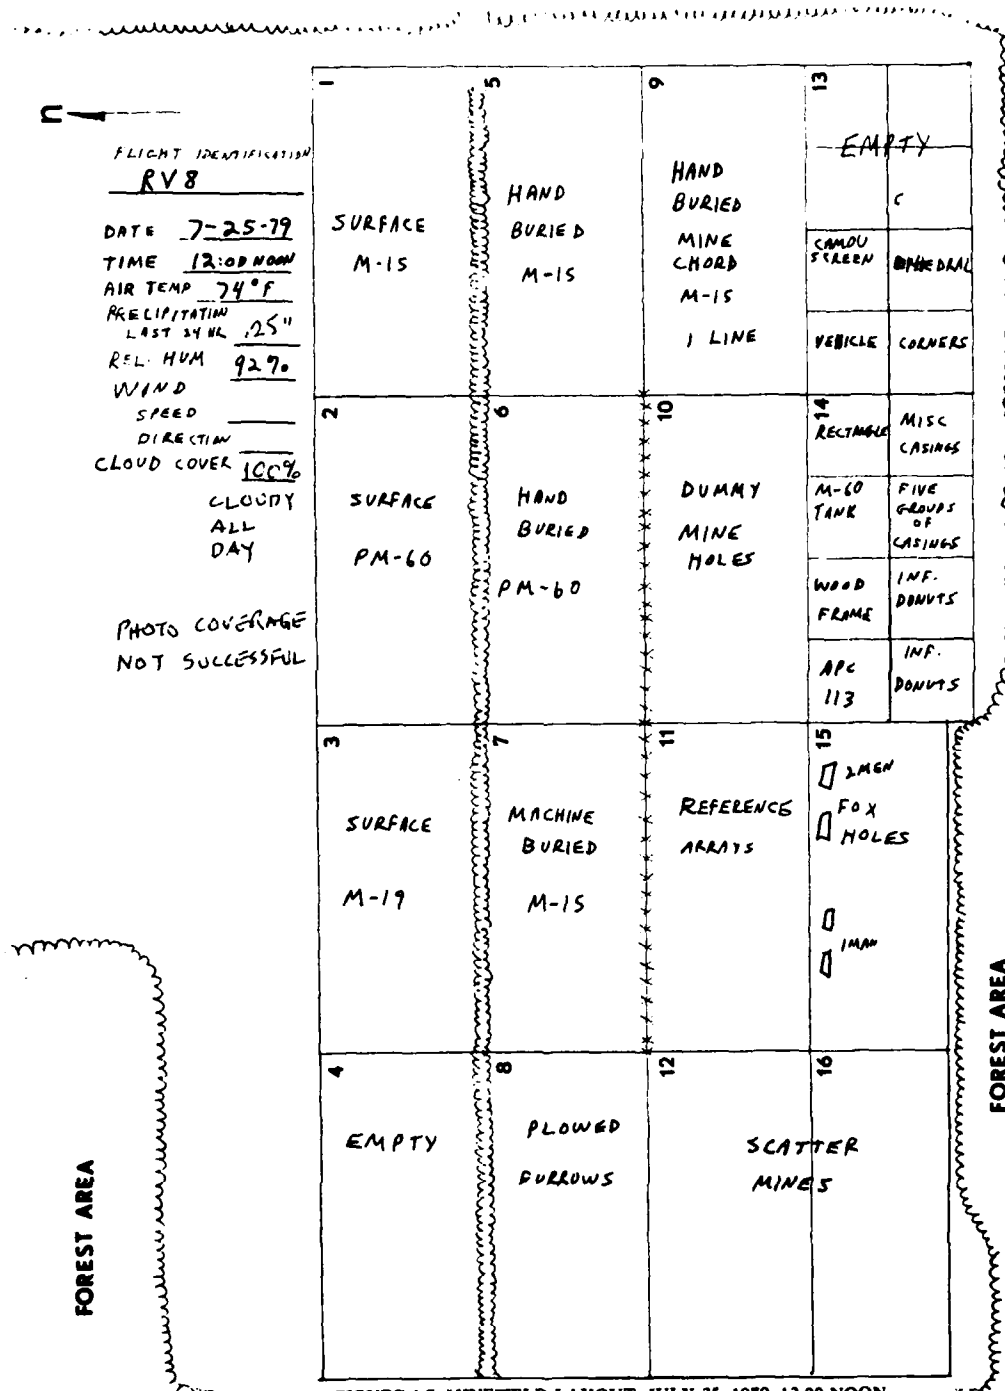 n
FLIGHT IDENTIFICATION
RV8
DATE 7-25-79
TIME 12:00 NOON
AIR TEMP 74°F
PRECIPITATION
LAST 24 HR .25"
REL. HUM 92%
WIND
SPEED
DIRECTION
CLOUD COVER 100%
CLOUDY
ALL
DAY
PHOTO COVERAGE
NOT SUCCESSFUL
1
SURFACE
M-15
5
HAND
BURIED
M-15
9
HAND
BURIED
MINE
CHORD
M-15
1 LINE
13
EMPTY
C
CAMOU
SCREEN
HEDRAL
VEHICLE
CORNERS
2
SURFACE
PM-60
6
HAND
BURIED
PM-60
10
DUMMY
MINE
HOLES
14
RECTANGLE
MISC
CASINGS
M-60
TANK
FIVE
GROUPS
OF
CASINGS
WOOD
FRAME
INF.
DONUTS
APC
113
INF.
DONUTS
3
SURFACE
M-19
7
MACHINE
BURIED
M-15
11
REFERENCE
ARRAYS
15
2 MEN
FOX
HOLES
1 MAN
4
EMPTY
8
PLOWED
FURROWS
12
16
SCATTER
MINES
FOREST AREA
FOREST AREA